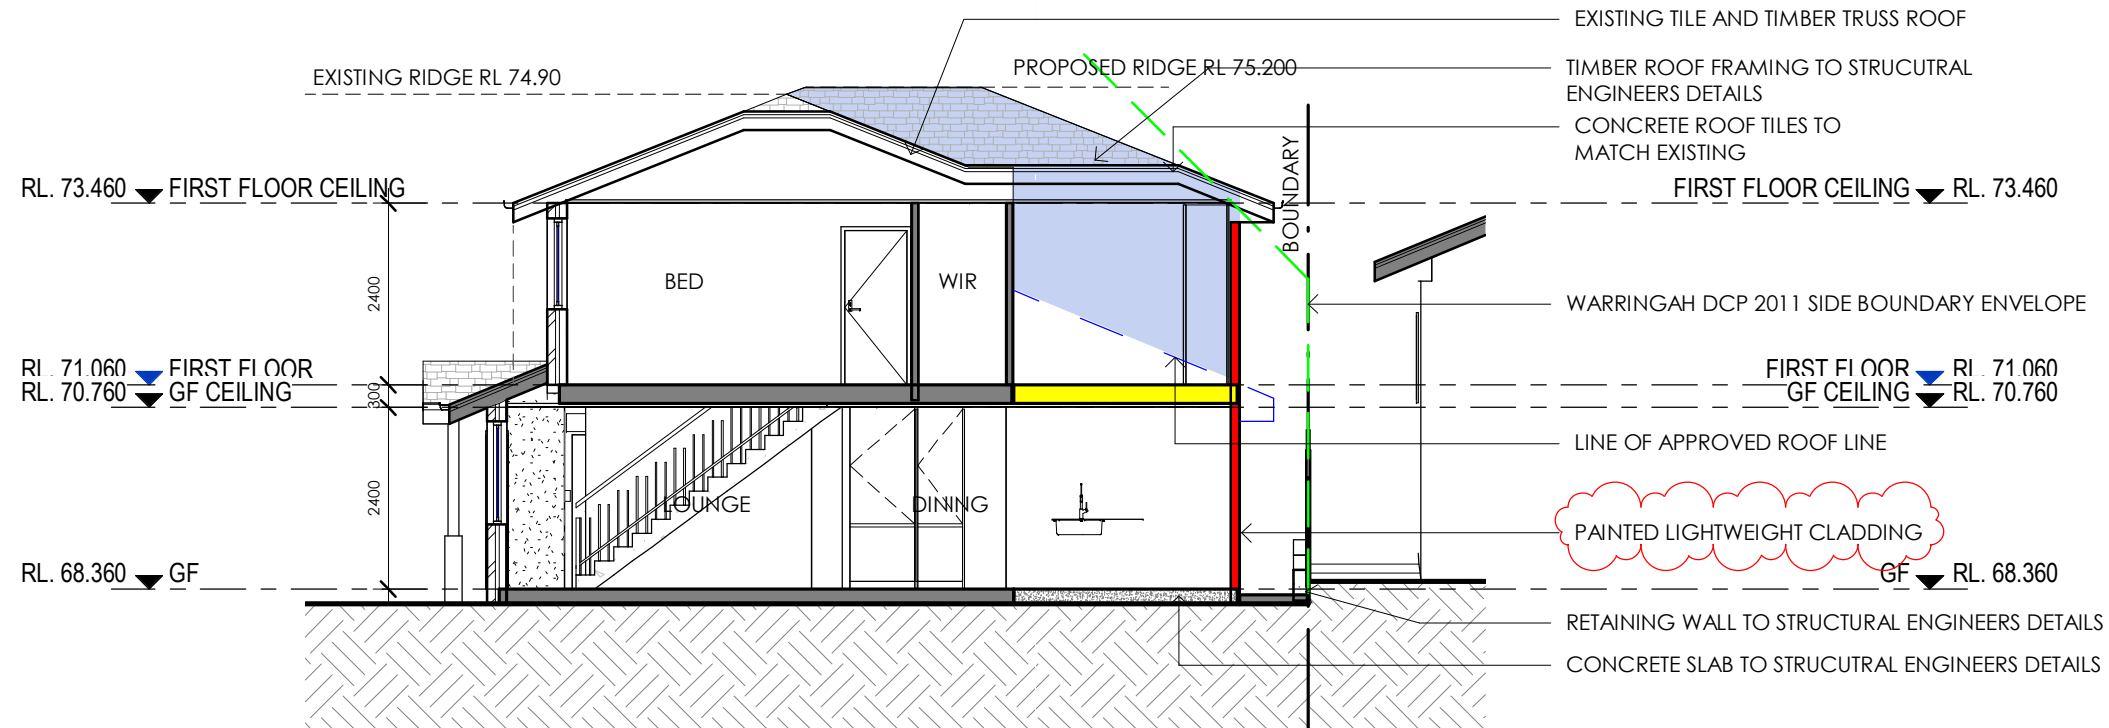 EXISTING TILE AND TIMBER TRUSS ROOF
EXISTING RIDGE RL 74.90
PROPOSED RIDGE RL 75.200
TIMBER ROOF FRAMING TO STRUCUTRAL
ENGINEERS DETAILS
CONCRETE ROOF TILES TO
MATCH EXISTING
BOUNDARY
RL. 73.460 FIRST FLOOR CEILING
FIRST FLOOR CEILING RL. 73.460
2400
BED
WIR
WARRINGAH DCP 2011 SIDE BOUNDARY ENVELOPE
RL. 71.060 FIRST FLOOR
FIRST FLOOR RL. 71.060
RL. 70.760 GF CEILING
GF CEILING RL. 70.760
300
LINE OF APPROVED ROOF LINE
2400
LOUNGE
DINING
PAINTED LIGHTWEIGHT CLADDING
RL. 68.360 GF
GF RL. 68.360
RETAINING WALL TO STRUCTURAL ENGINEERS DETAILS
CONCRETE SLAB TO STRUCUTRAL ENGINEERS DETAILS